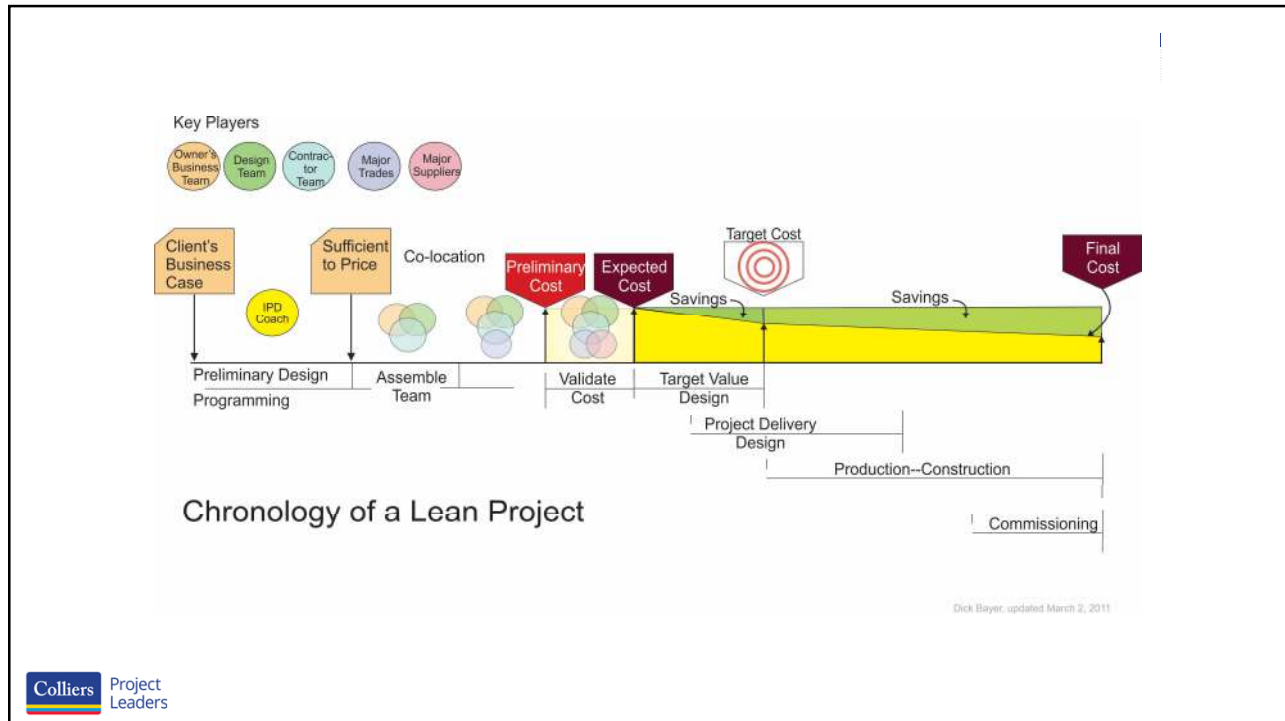 Key Players
Owner's
Business
Team
Design
Team
Contrac-
tor
Team
Major
Trades
Major
Suppliers
Client's
Business
Case
Sufficient
to Price
Co-location
Preliminary
Cost
Expected
Cost
Target Cost
Final
Cost
IPD
Coach
Savings
Savings
Preliminary Design
Programming
Assemble
Team
Validate
Cost
Target Value
Design
Project Delivery
Design
Production--Construction
Commissioning
Chronology of a Lean Project
Dick Bayer, updated March 2, 2011
Colliers
Project
Leaders